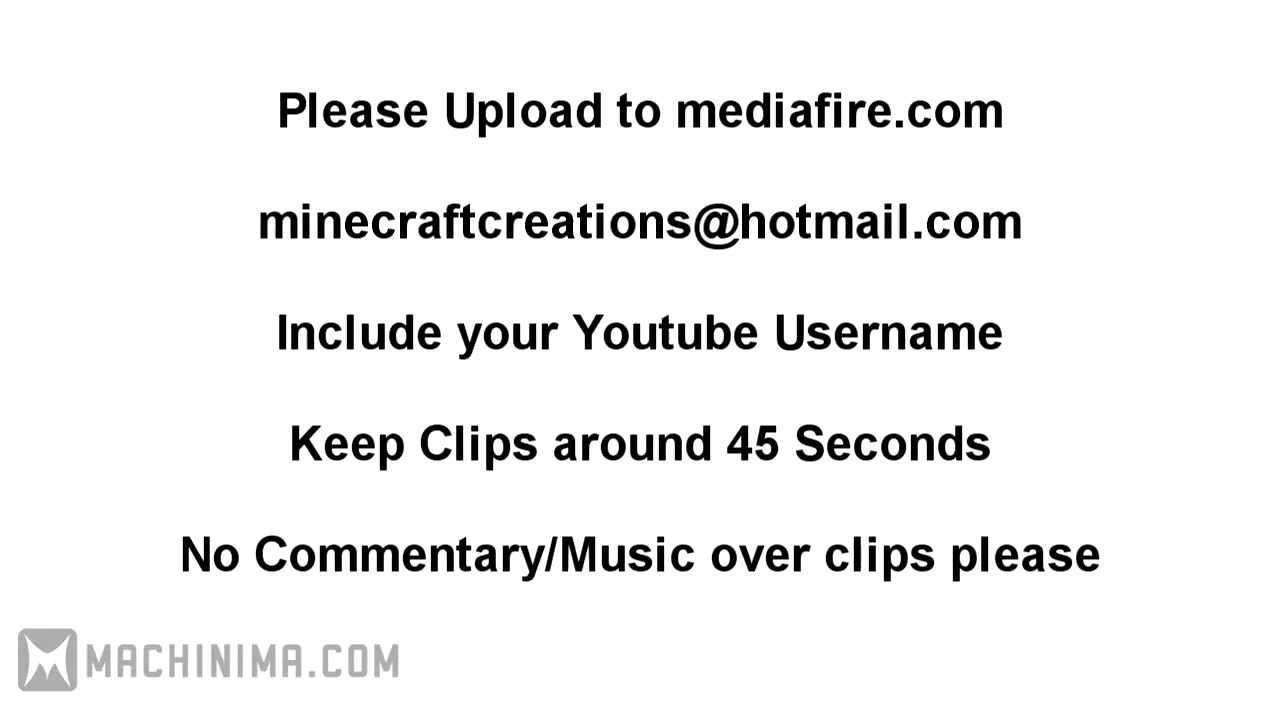 Please Upload to mediafire.com
minecraftcreations@hotmail.com
Include your Youtube Username
Keep Clips around 45 Seconds
No Commentary/Music over clips please
MACHINIMA.COM